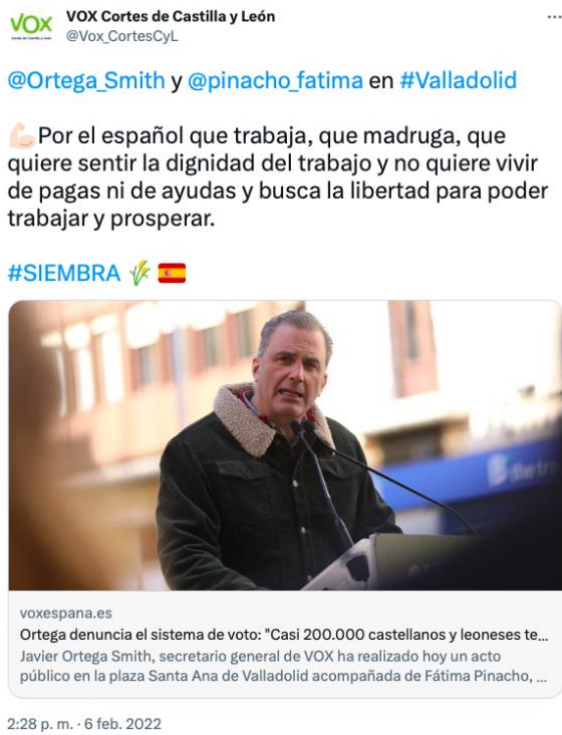 VOX
VOX Cortes de Castilla y León
@Vox_CortesCyL
@Ortega_Smith y @pinacho_fatima en #Valladolid
💪🏻Por el español que trabaja, que madruga, que
quiere sentir la dignidad del trabajo y no quiere vivir
de pagas ni de ayudas y busca la libertad para poder
trabajar y prosperar.
#SIEMBRA 🌾 🇪🇸
voxespana.es
Ortega denuncia el sistema de voto: "Casi 200.000 castellanos y leoneses te...
Javier Ortega Smith, secretario general de VOX ha realizado hoy un acto
público en la plaza Santa Ana de Valladolid acompañada de Fátima Pinacho, ...
2:28 p. m. · 6 feb. 2022